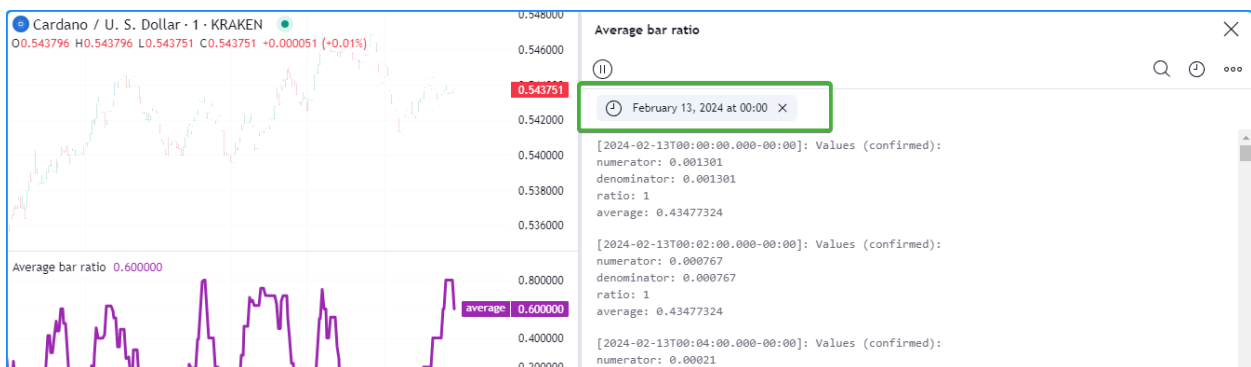 Cardano / U. S. Dollar · 1 · KRAKEN
O0.543796 H0.543796 L0.543751 C0.543751 +0.000051 (+0.01%)
0.548000
0.546000
0.543751
0.542000
0.540000
0.538000
0.536000
Average bar ratio 0.600000
0.800000
average 0.600000
0.400000
0.200000
Average bar ratio
February 13, 2024 at 00:00
[2024-02-13T00:00:00.000-00:00]: Values (confirmed):
numerator: 0.001301
denominator: 0.001301
ratio: 1
average: 0.43477324
[2024-02-13T00:02:00.000-00:00]: Values (confirmed):
numerator: 0.000767
denominator: 0.000767
ratio: 1
average: 0.43477324
[2024-02-13T00:04:00.000-00:00]: Values (confirmed):
numerator: 0.00021